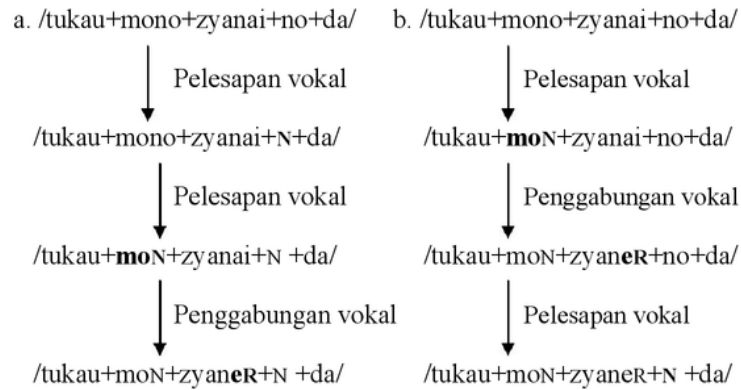 a. /tukau+mono+zyanai+no+da/ b. /tukau+mono+zyanai+no+da/
Pelesapan vokal Pelesapan vokal
/tukau+mono+zyanai+N+da/ /tukau+moN+zyanai+no+da/
Pelesapan vokal Penggabungan vokal
/tukau+moN+zyanai+N +da/ /tukau+moN+zyaneR+no+da/
Penggabungan vokal Pelesapan vokal
/tukau+moN+zyaneR+N +da/ /tukau+moN+zyaneR+N +da/